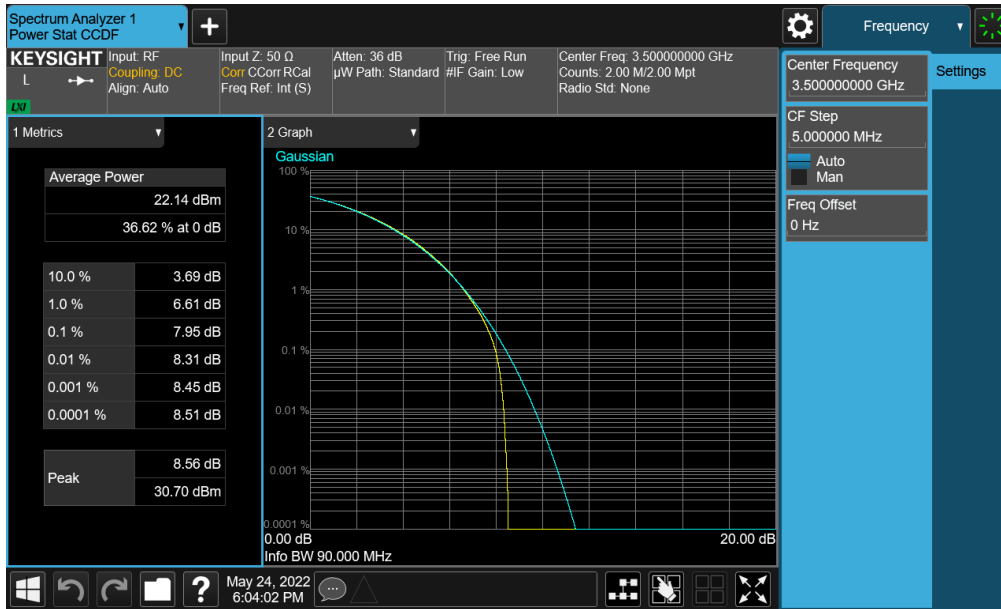 Spectrum Analyzer 1
Power Stat CCDF
Frequency
KEYSIGHT
L
LXI
Input: RF
Coupling: DC
Align: Auto
Input Z: 50 Ω
Corr CCorr RCal
Freq Ref: Int (S)
Atten: 36 dB
µW Path: Standard
Trig: Free Run
#IF Gain: Low
Center Freq: 3.500000000 GHz
Counts: 2.00 M/2.00 Mpt
Radio Std: None
Center Frequency
3.500000000 GHz
Settings
CF Step
5.000000 MHz
Auto
Man
Freq Offset
0 Hz
1 Metrics
Average Power
22.14 dBm
36.62 % at 0 dB
10.0 % 3.69 dB
1.0 % 6.61 dB
0.1 % 7.95 dB
0.01 % 8.31 dB
0.001 % 8.45 dB
0.0001 % 8.51 dB
Peak
8.56 dB
30.70 dBm
2 Graph
Gaussian
100 %
10 %
1 %
0.1 %
0.01 %
0.001 %
0.0001 %
0.00 dB 20.00 dB
Info BW 90.000 MHz
?
May 24, 2022
6:04:02 PM